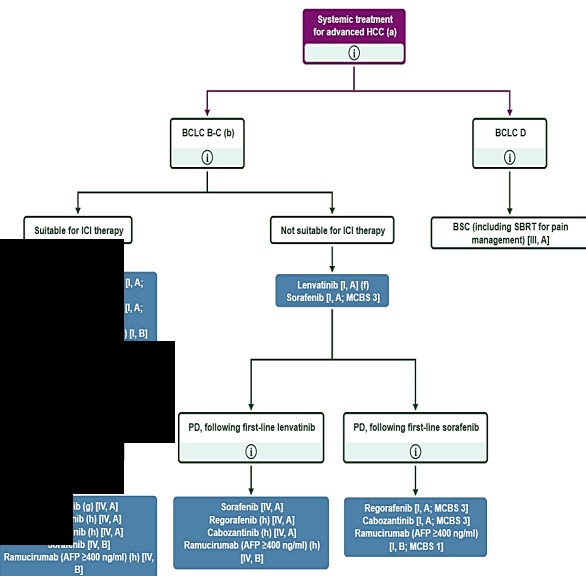 Systemic treatment
for advanced HCC (a)
BCLC B-C (b)
BCLC D
Suitable for ICI therapy
Not suitable for ICI therapy
BSC (including SBRT for pain
management) [III, A]
[I, A;
[I, A;
) [I, B]
Lenvatinib [I, A] (f)
Sorafenib [I, A; MCBS 3]
PD, following first-line lenvatinib
PD, following first-line sorafenib
(g) [IV, A]
(h) [IV, A]
(h) [IV, A]
Sorafenib [IV, B]
Ramucirumab (AFP ≥400 ng/ml) (h) [IV,
B]
Sorafenib [IV, A]
Regorafenib (h) [IV, A]
Cabozantinib (h) [IV, A]
Ramucirumab (AFP ≥400 ng/ml) (h)
[IV, B]
Regorafenib [I, A; MCBS 3]
Cabozantinib [I, A; MCBS 3]
Ramucirumab (AFP ≥400 ng/ml)
[I, B; MCBS 1]